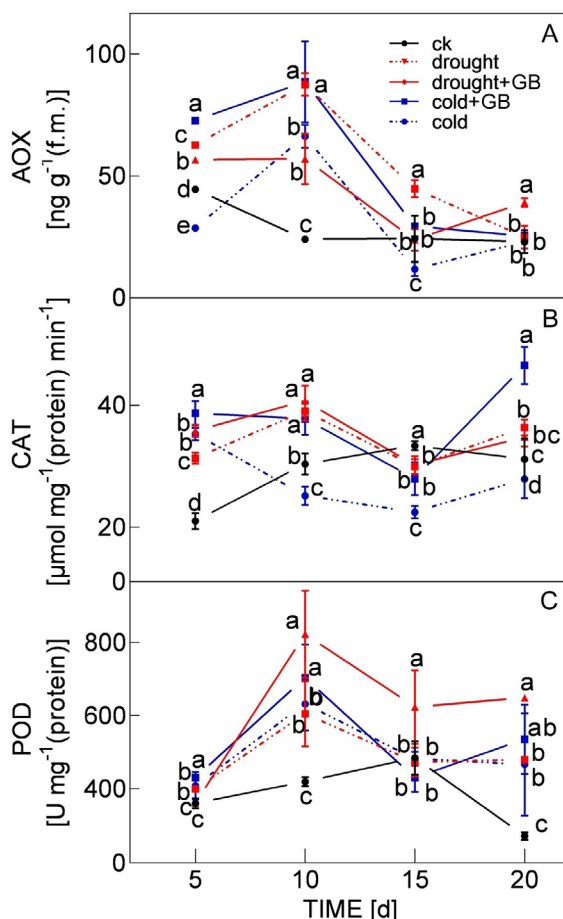 A
ck
drought
drought+GB
cold+GB
cold
AOX
[ng g⁻¹(f.m.)]
100
50
0
a
c
b
d
e
a
a
b
b
c
a
b
b
b
c
a
b
b
b
b
B
CAT
[µmol mg⁻¹(protein) min⁻¹]
40
20
0
a
b
b
c
d
a
a
b
c
b
b
c
a
b
bc
c
d
C
POD
[U mg⁻¹(protein)]
800
600
400
0
a
b
b
c
c
a
a
b
c
a
b
b
b
b
a
ab
b
b
c
5
10
15
20
TIME [d]